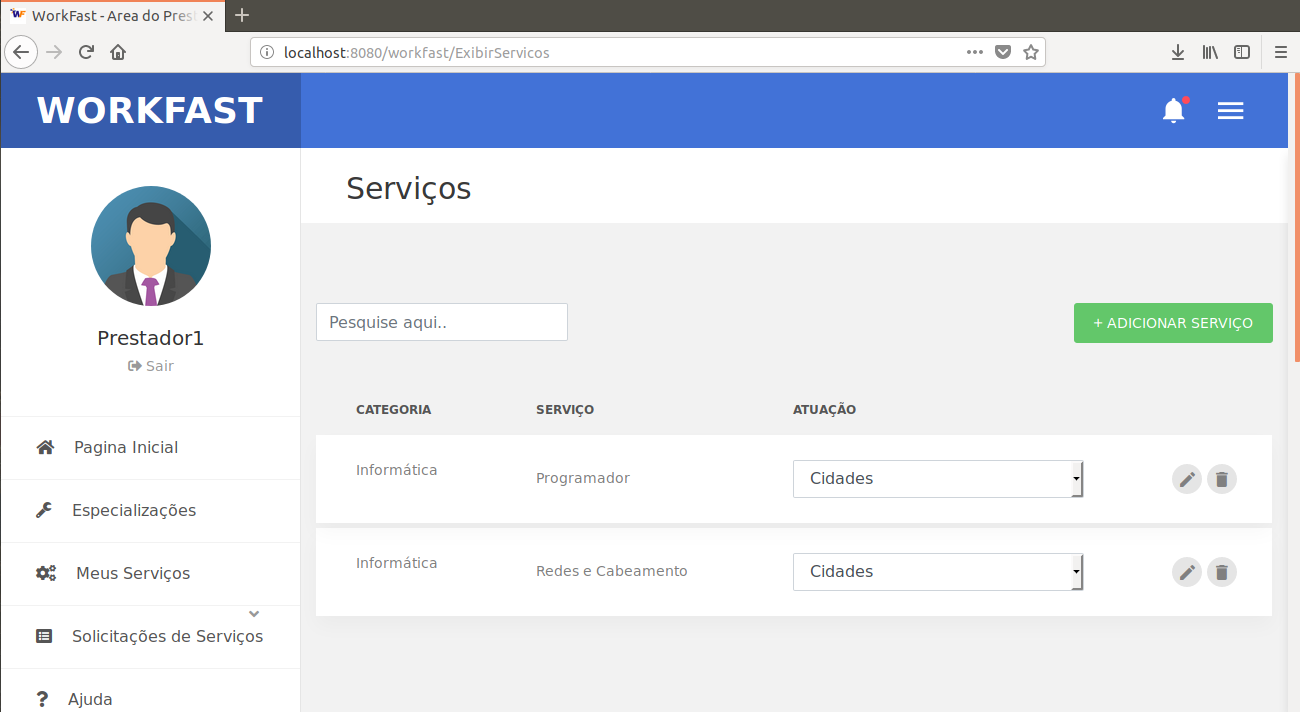 WorkFast - Area do Pres
localhost:8080/workfast/ExibirServicos
WORKFAST
Prestador1
Sair
Pagina Inicial
Especializações
Meus Serviços
Solicitações de Serviços
Ajuda
Serviços
Pesquise aqui..
+ ADICIONAR SERVIÇO
CATEGORIA SERVIÇO ATUAÇÃO
Informática Programador Cidades
Informática Redes e Cabeamento Cidades